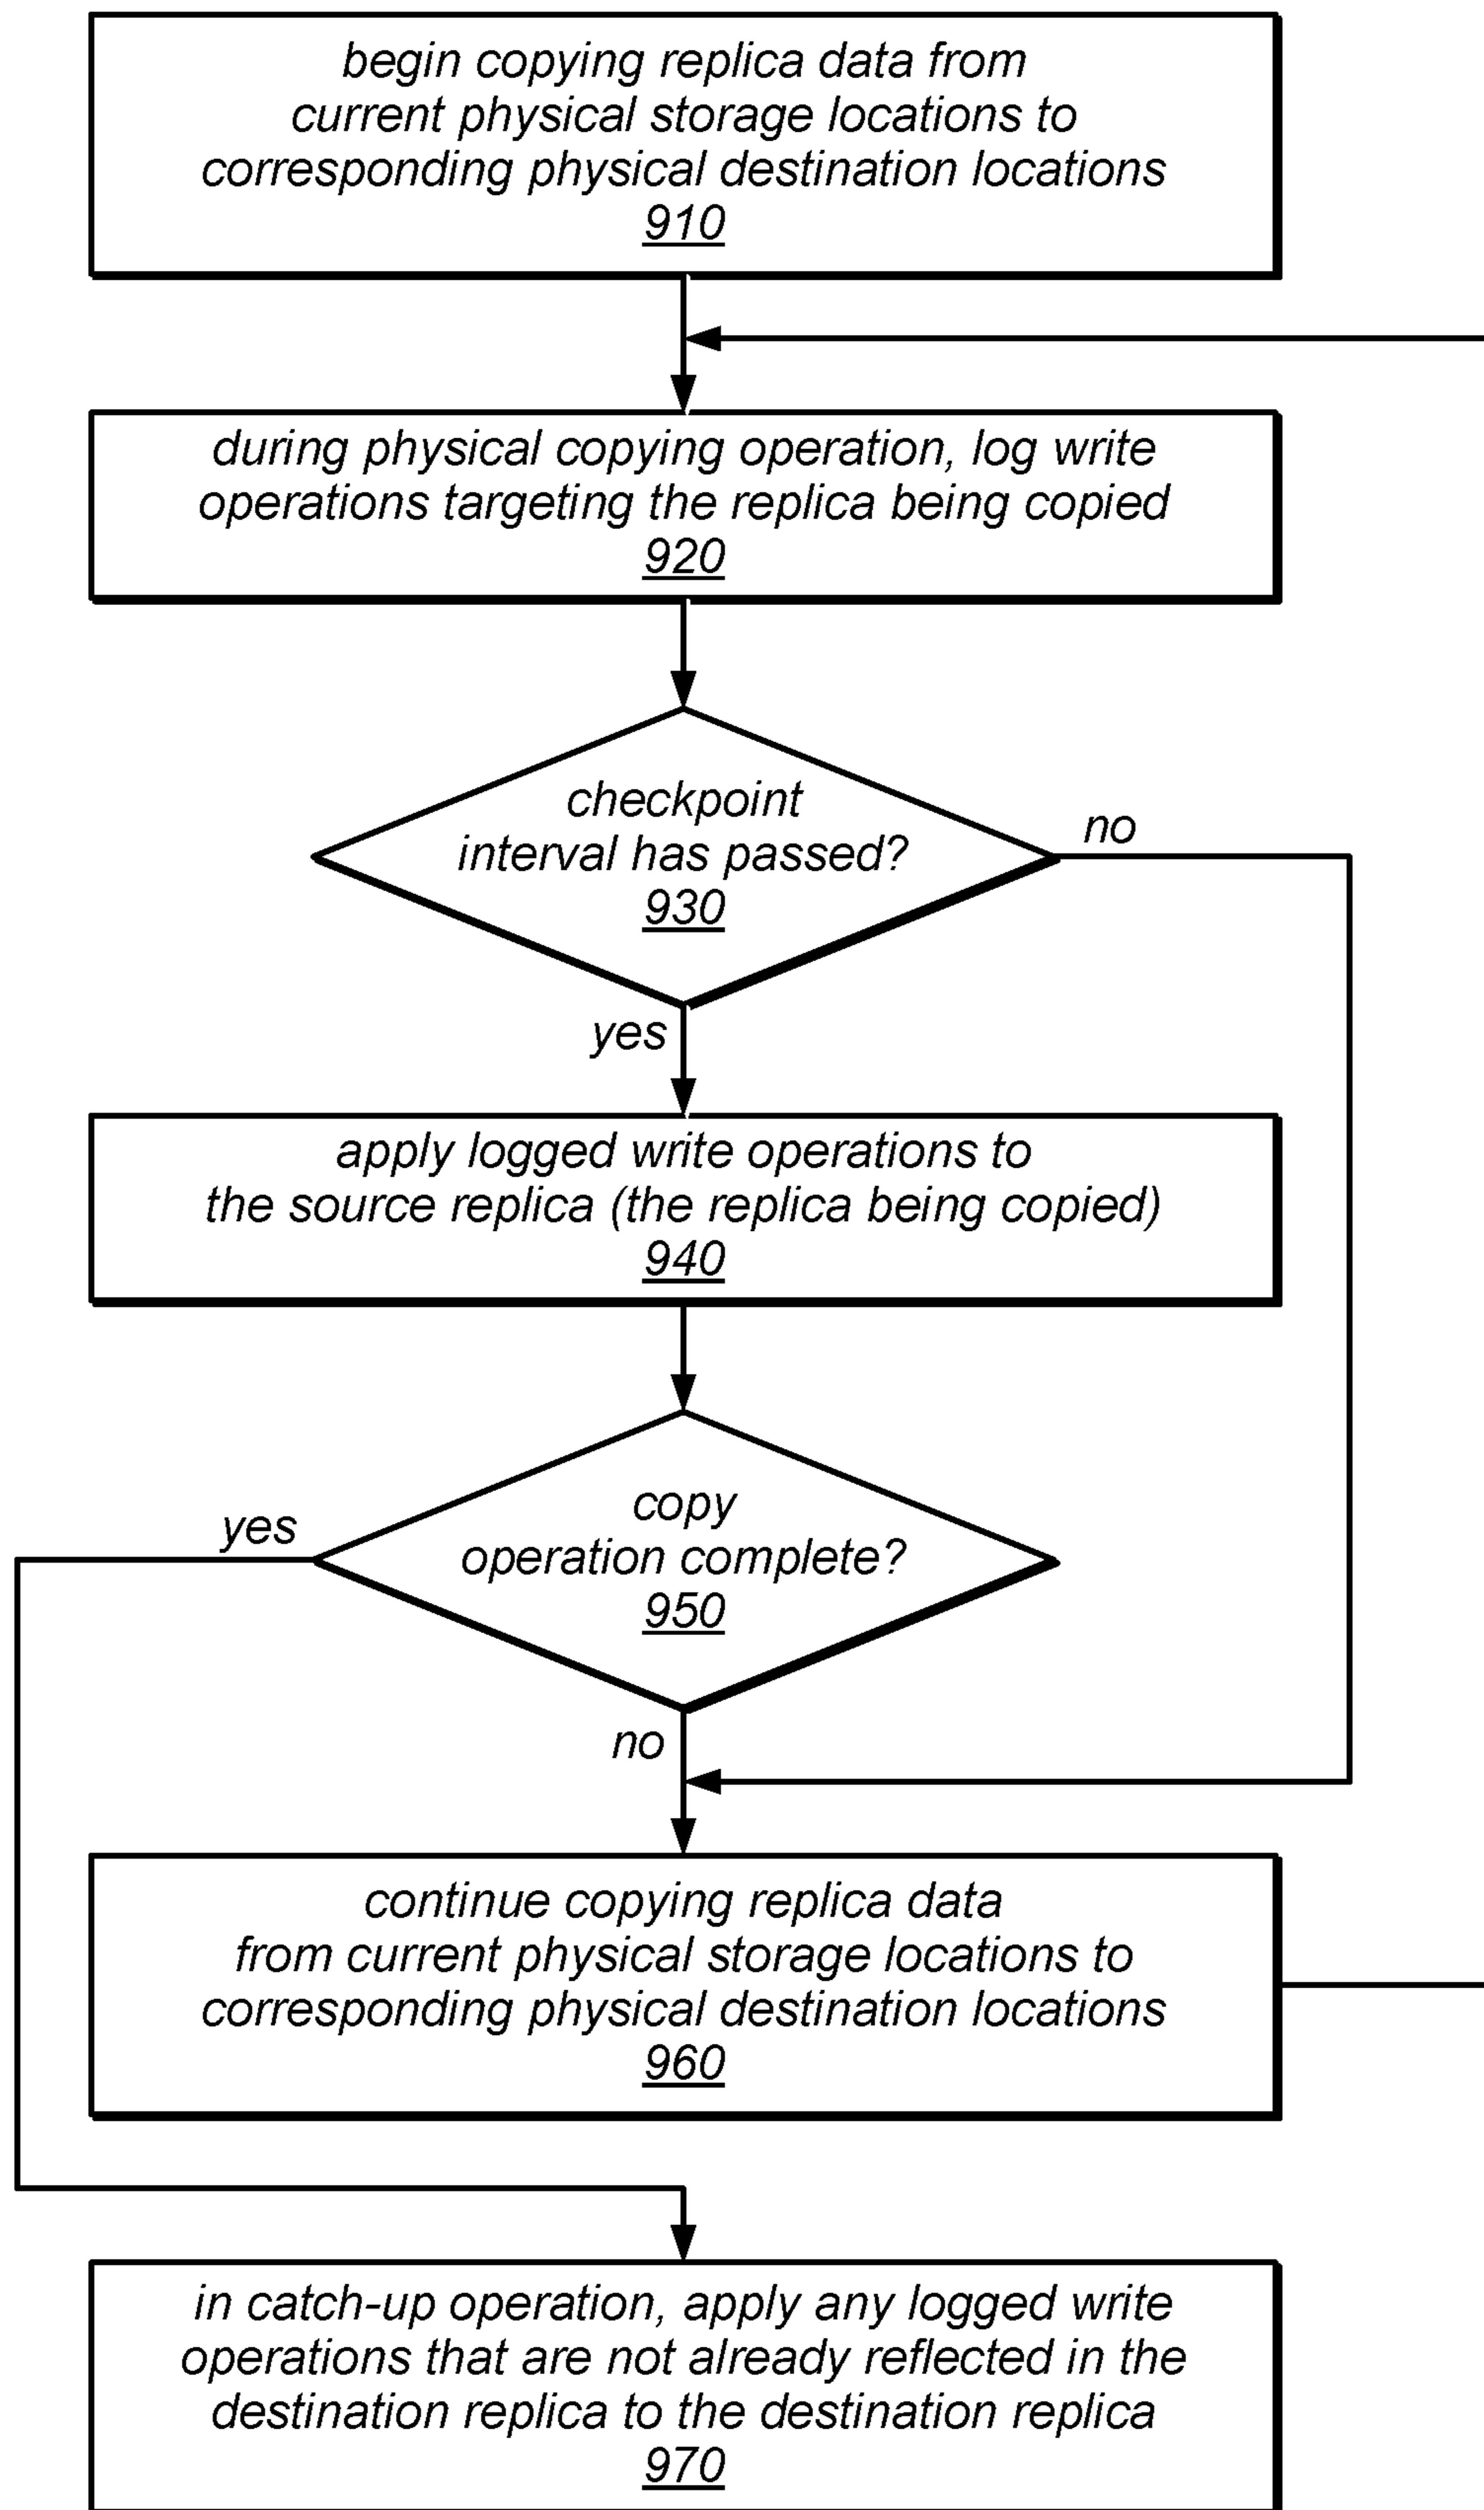 begin copying replica data from
current physical storage locations to
corresponding physical destination locations
910
during physical copying operation, log write
operations targeting the replica being copied
920
checkpoint
interval has passed?
930
no
yes
apply logged write operations to
the source replica (the replica being copied)
940
copy
operation complete?
950
yes
no
continue copying replica data
from current physical storage locations to
corresponding physical destination locations
960
in catch-up operation, apply any logged write
operations that are not already reflected in the
destination replica to the destination replica
970